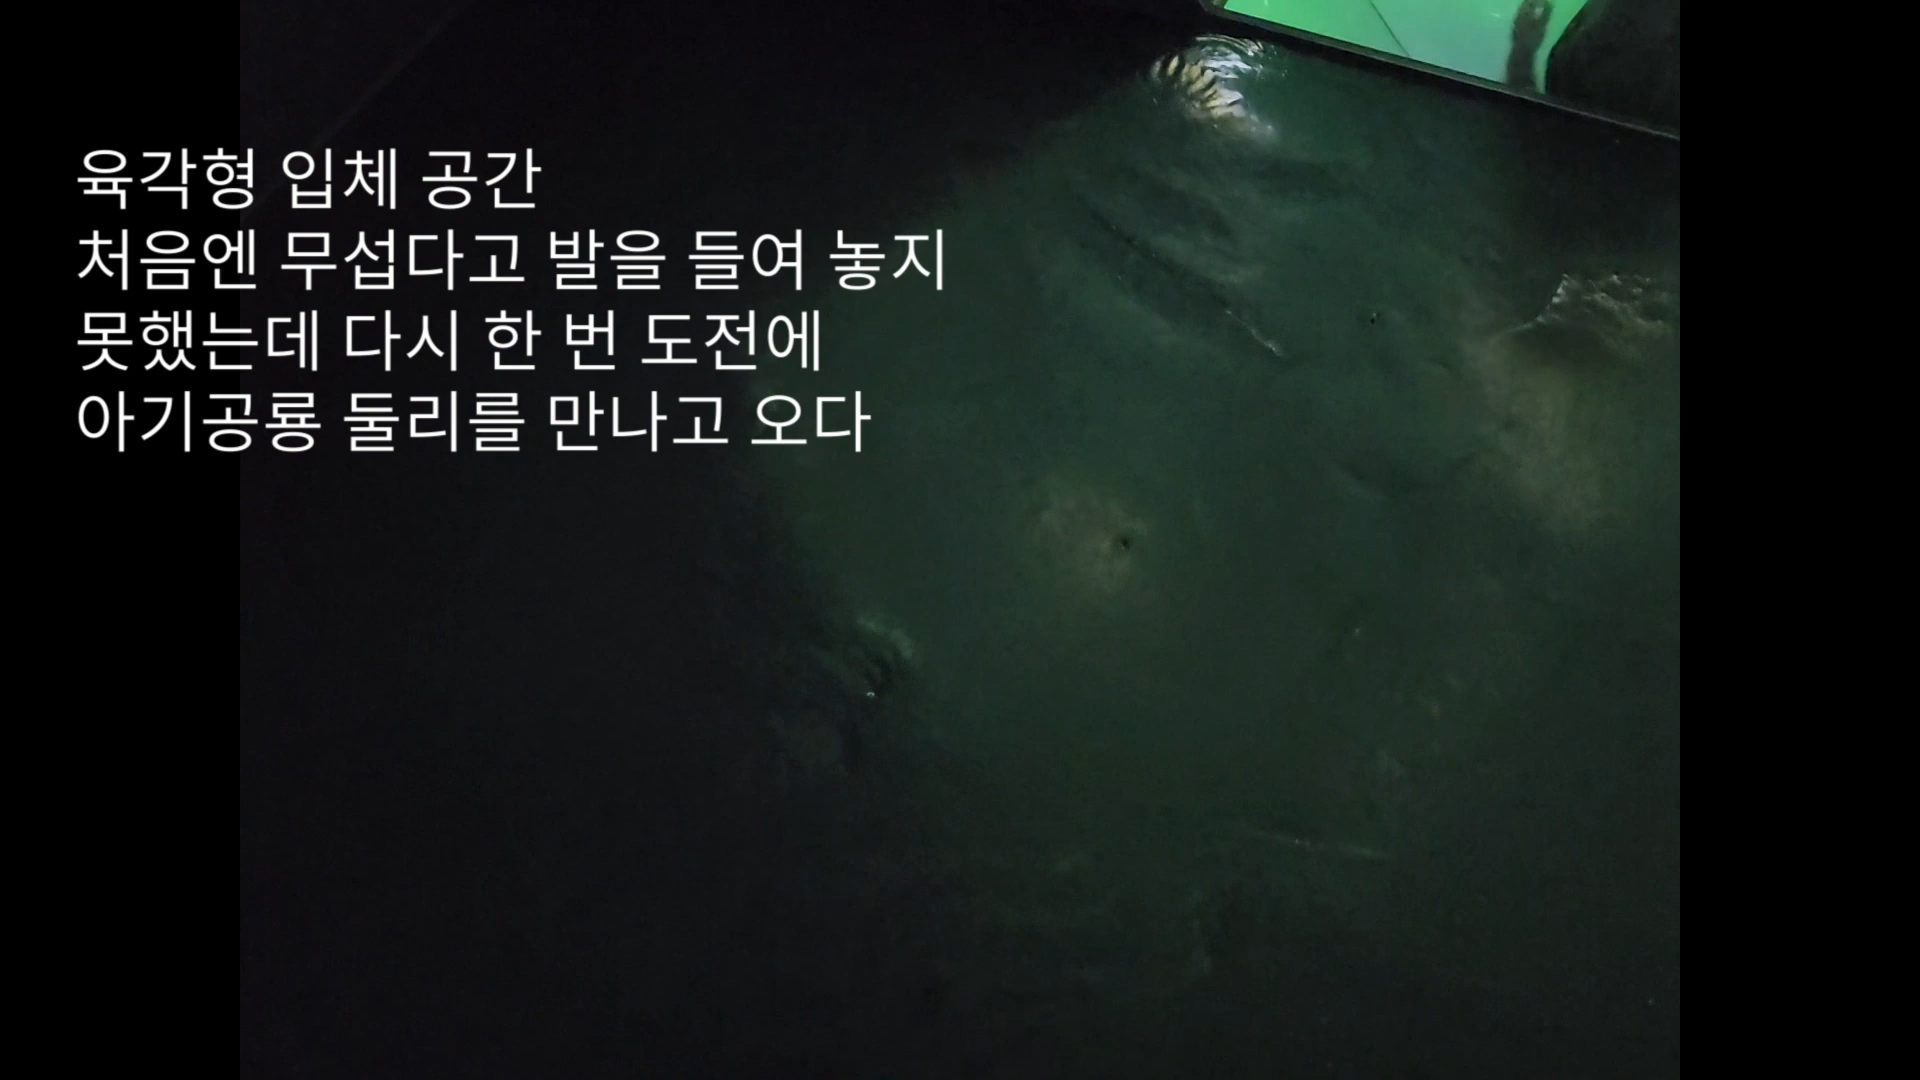 육각형 입체 공간
처음엔 무섭다고 발을 들여 놓지
못했는데 다시 한 번 도전에
아기공룡 둘리를 만나고 오다